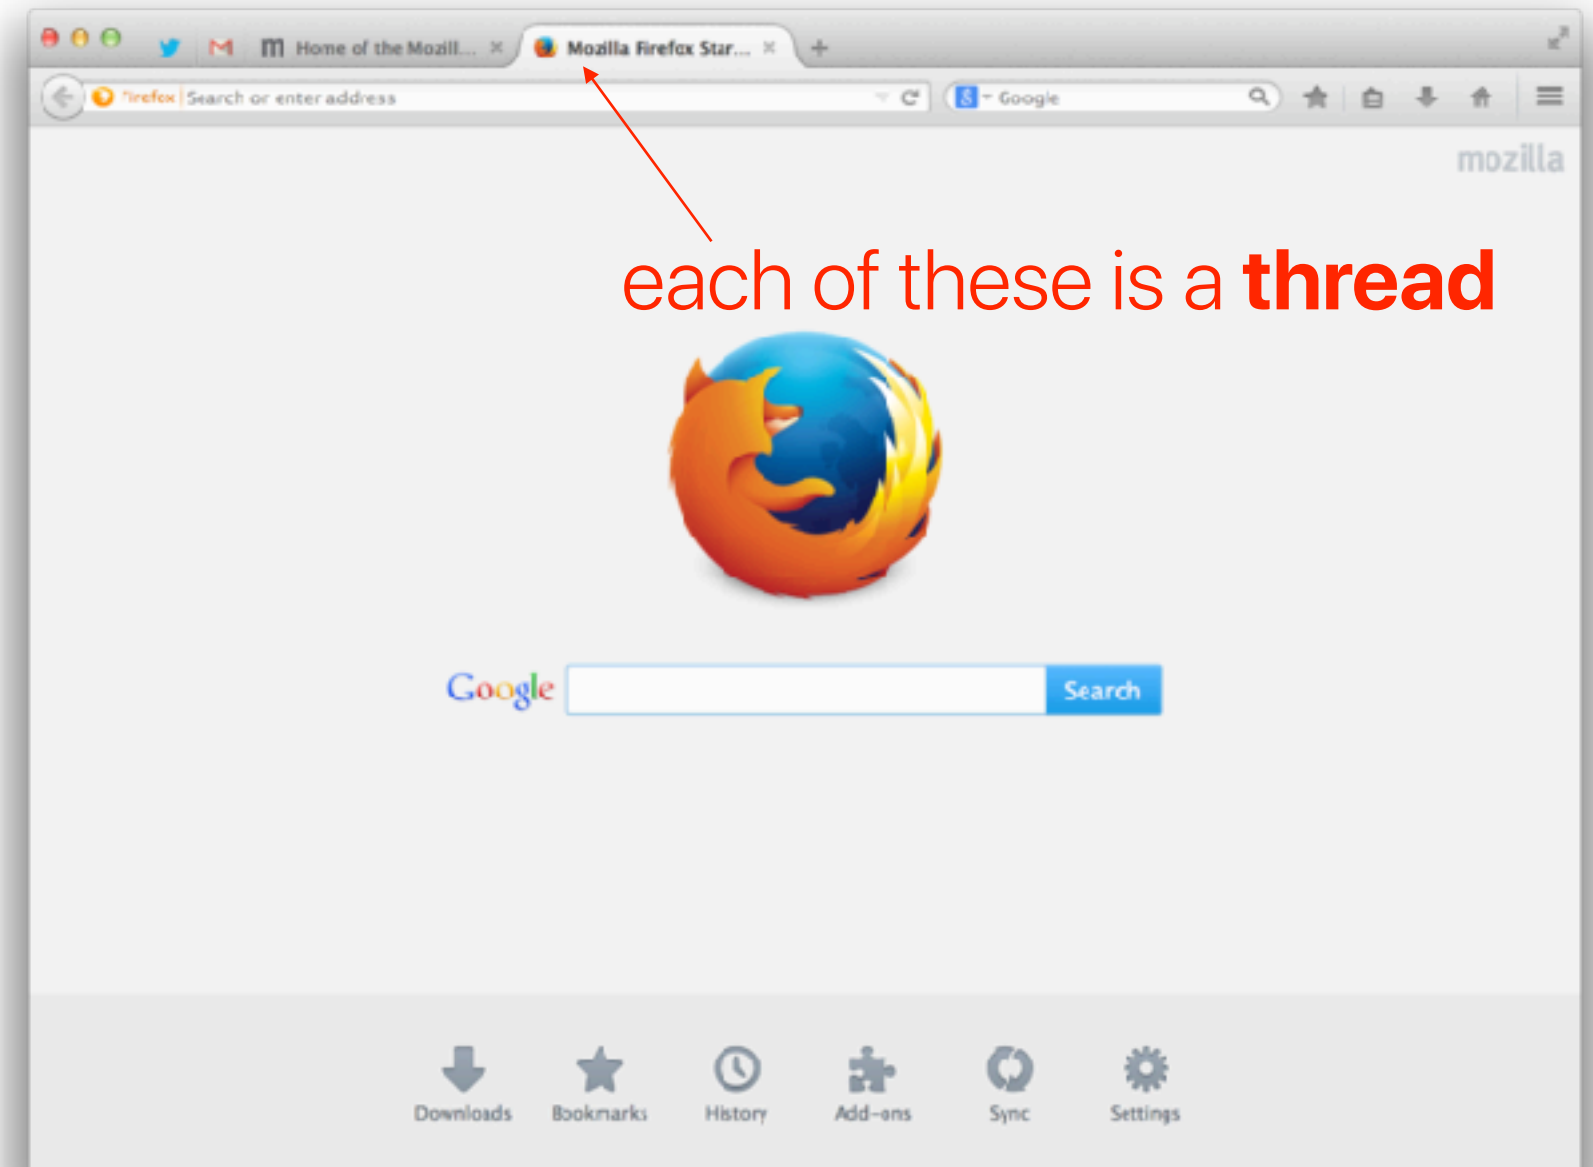 Home of the Mozill...
Mozilla Firefox Star...
Firefox
Search or enter address
Google
mozilla
each of these is a thread
Google
Search
Downloads
Bookmarks
History
Add-ons
Sync
Settings